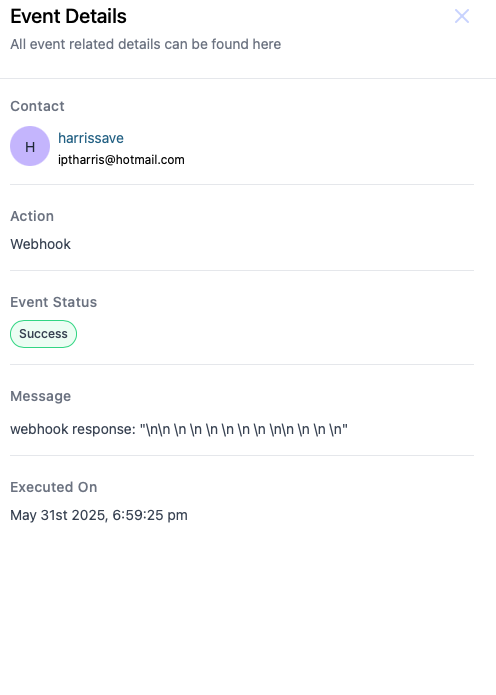 Event Details
All event related details can be found here
Contact
H
harrissave
iptharris@hotmail.com
Action
Webhook
Event Status
Success
Message
webhook response: "\n\n \n \n \n \n \n \n \n\n \n \n \n"
Executed On
May 31st 2025, 6:59:25 pm